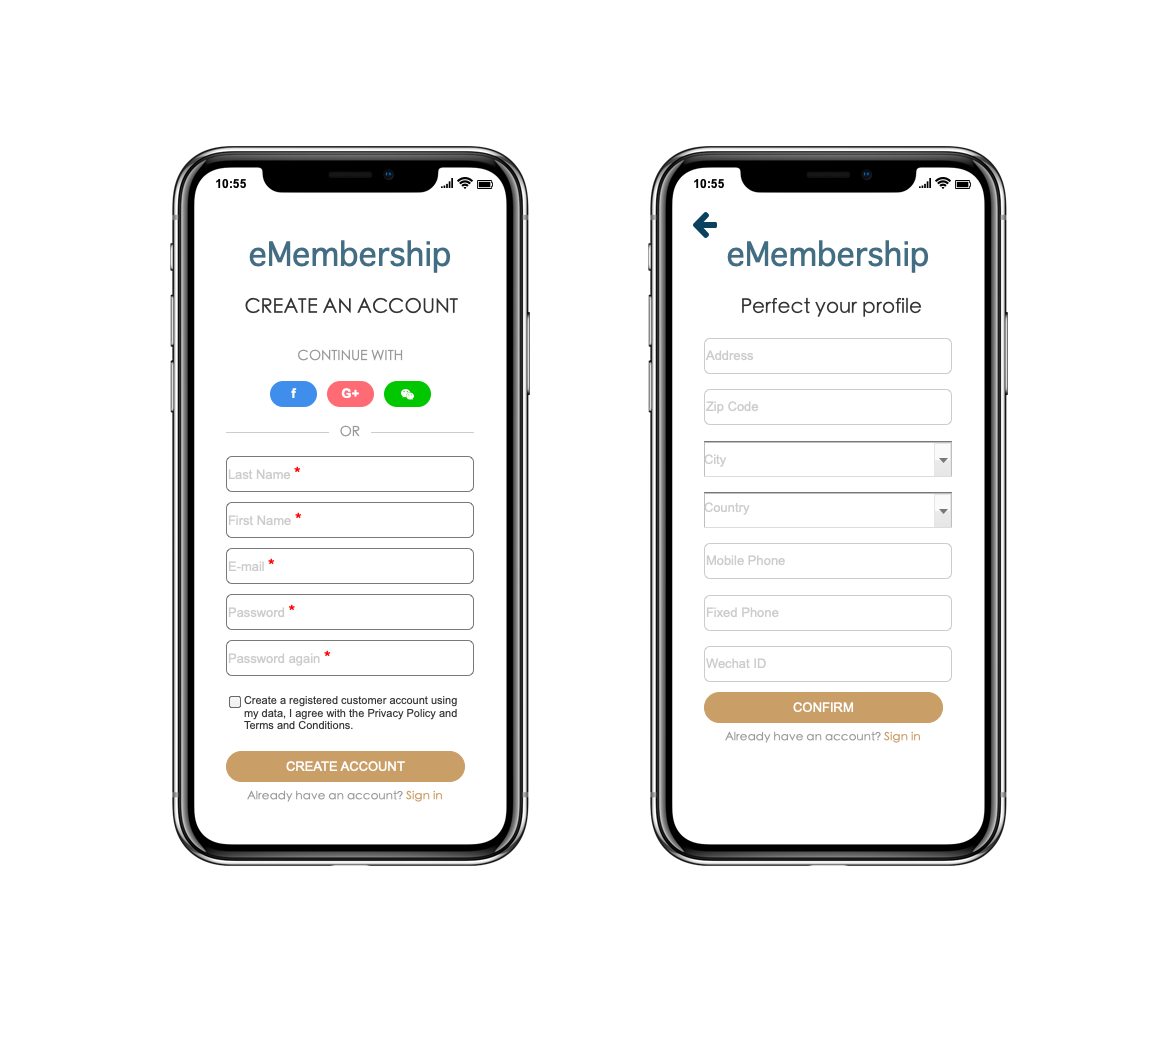 10:55
eMembership
CREATE AN ACCOUNT
CONTINUE WITH
f
G+
OR
Last Name *
First Name *
E-mail *
Password *
Password again *
Create a registered customer account using
my data, I agree with the Privacy Policy and
Terms and Conditions.
CREATE ACCOUNT
Already have an account? Sign in
10:55
eMembership
Perfect your profile
Address
Zip Code
City
Country
Mobile Phone
Fixed Phone
Wechat ID
CONFIRM
Already have an account? Sign in